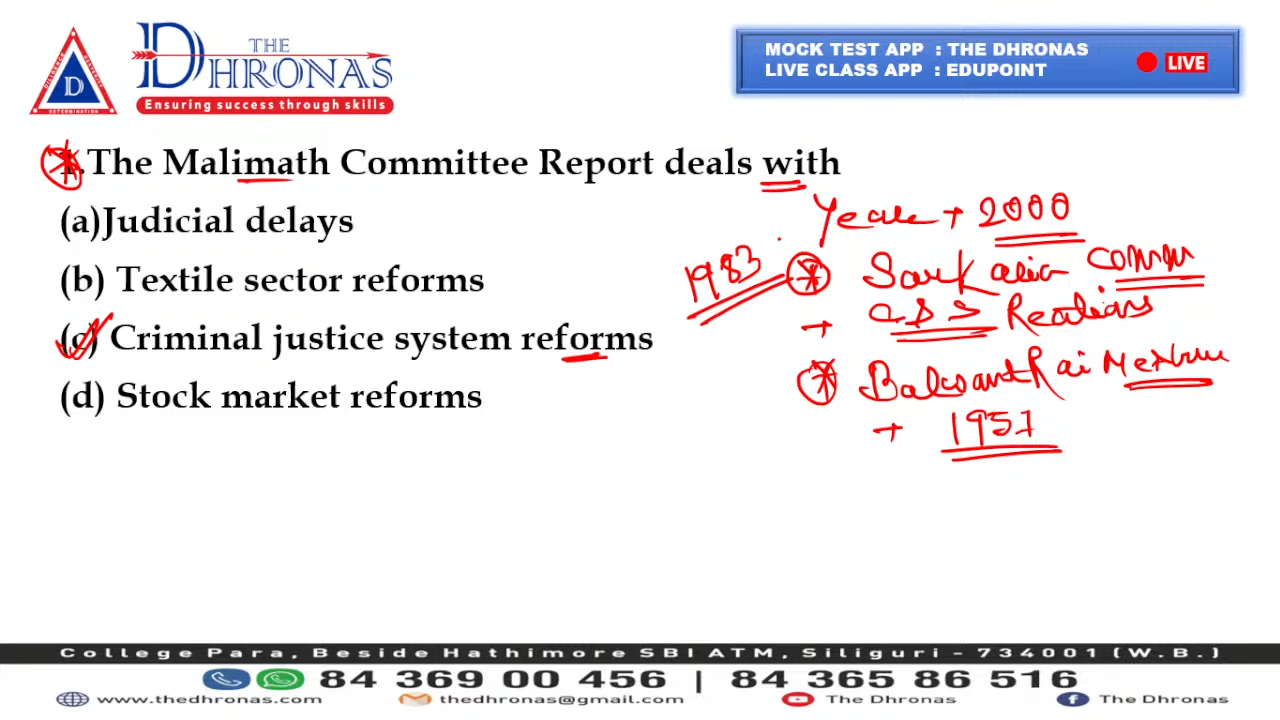 THE
DHRONAS
Ensuring success through skills
D
DETERMINATION
MOCK TEST APP : THE DHRONAS
LIVE CLASS APP : EDUPOINT
LIVE
1.The Malimath Committee Report deals with
(a)Judicial delays
(b) Textile sector reforms
(c) Criminal justice system reforms
(d) Stock market reforms
Year → 2000
1983
Sarkaria Comm
→ C & S Realions
Balwant Rai Mehta
→ 1957
College Para, Beside Hathimore SBI ATM, Siliguri - 734001 (W.B.)
84 369 00 456 | 84 365 86 516
www.thedhronas.com thedhronas@gmail.com The Dhronas The Dhronas